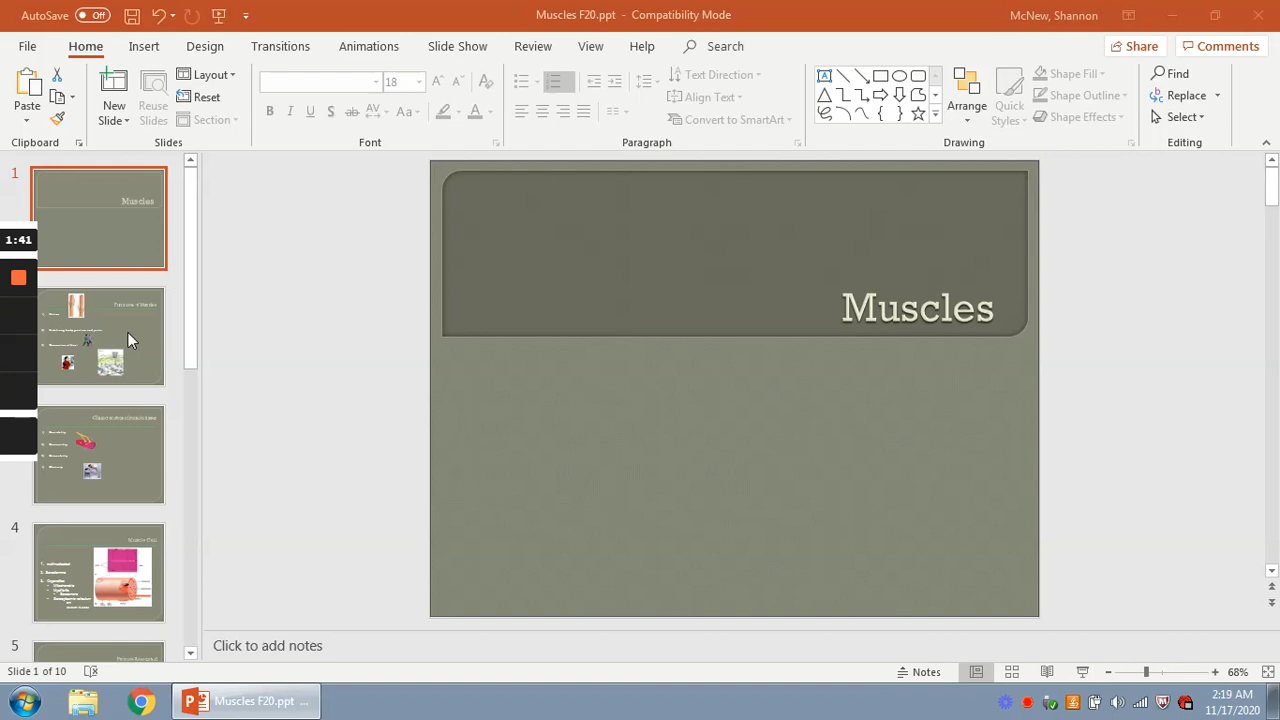 AutoSave Off Muscles F20.ppt - Compatibility Mode McNew, Shannon
File Home Insert Design Transitions Animations Slide Show Review View Help Search Share Comments
Paste
Clipboard
New Slide
Reuse Slides
Layout
Reset
Section
Slides
18
B I U S ab AV Aa A
Font
Text Direction
Align Text
Convert to SmartArt
Paragraph
Arrange
Quick Styles
Shape Fill
Shape Outline
Shape Effects
Drawing
Find
Replace
Select
Editing
1
Muscles
1:41
4
5
Muscles
Click to add notes
Slide 1 of 10 Notes 68%
Muscles F20.ppt ...
2:19 AM
11/17/2020